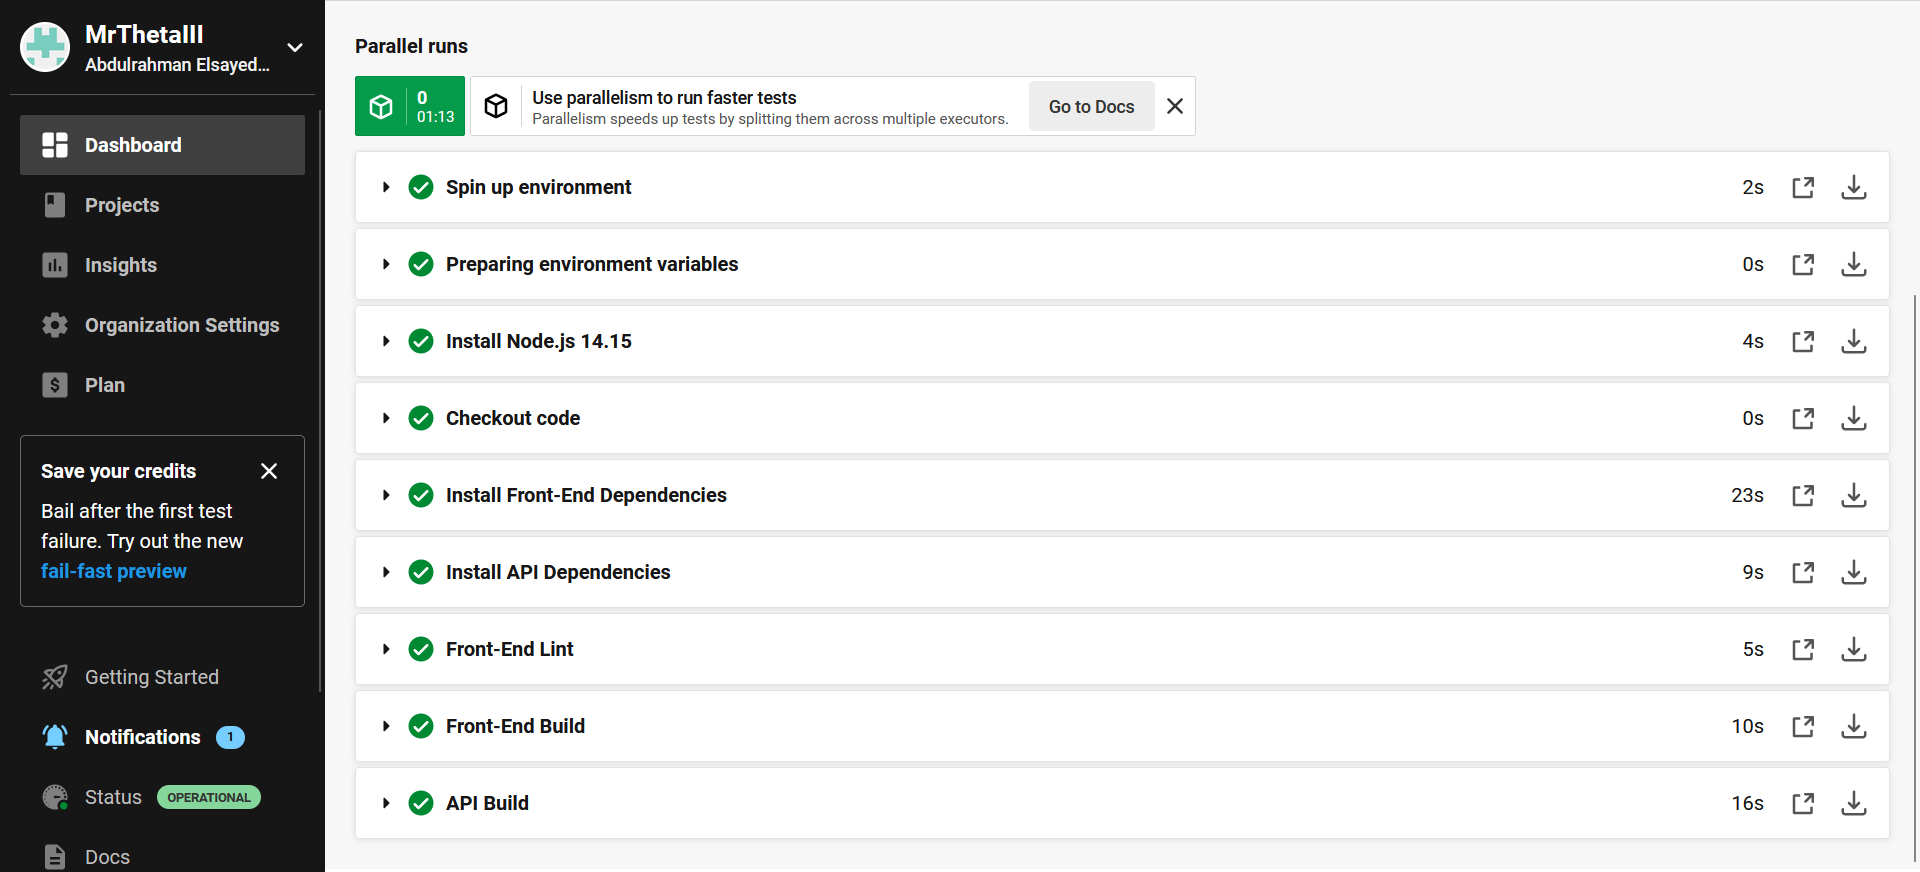 MrThetalll
Abdulrahman Elsayed...
Dashboard
Projects
Insights
Organization Settings
Plan
Save your credits
Bail after the first test
failure. Try out the new
fail-fast preview
Getting Started
Notifications 1
Status OPERATIONAL
Docs
Parallel runs
0
01:13
Use parallelism to run faster tests
Parallelism speeds up tests by splitting them across multiple executors.
Go to Docs
Spin up environment 2s
Preparing environment variables 0s
Install Node.js 14.15 4s
Checkout code 0s
Install Front-End Dependencies 23s
Install API Dependencies 9s
Front-End Lint 5s
Front-End Build 10s
API Build 16s